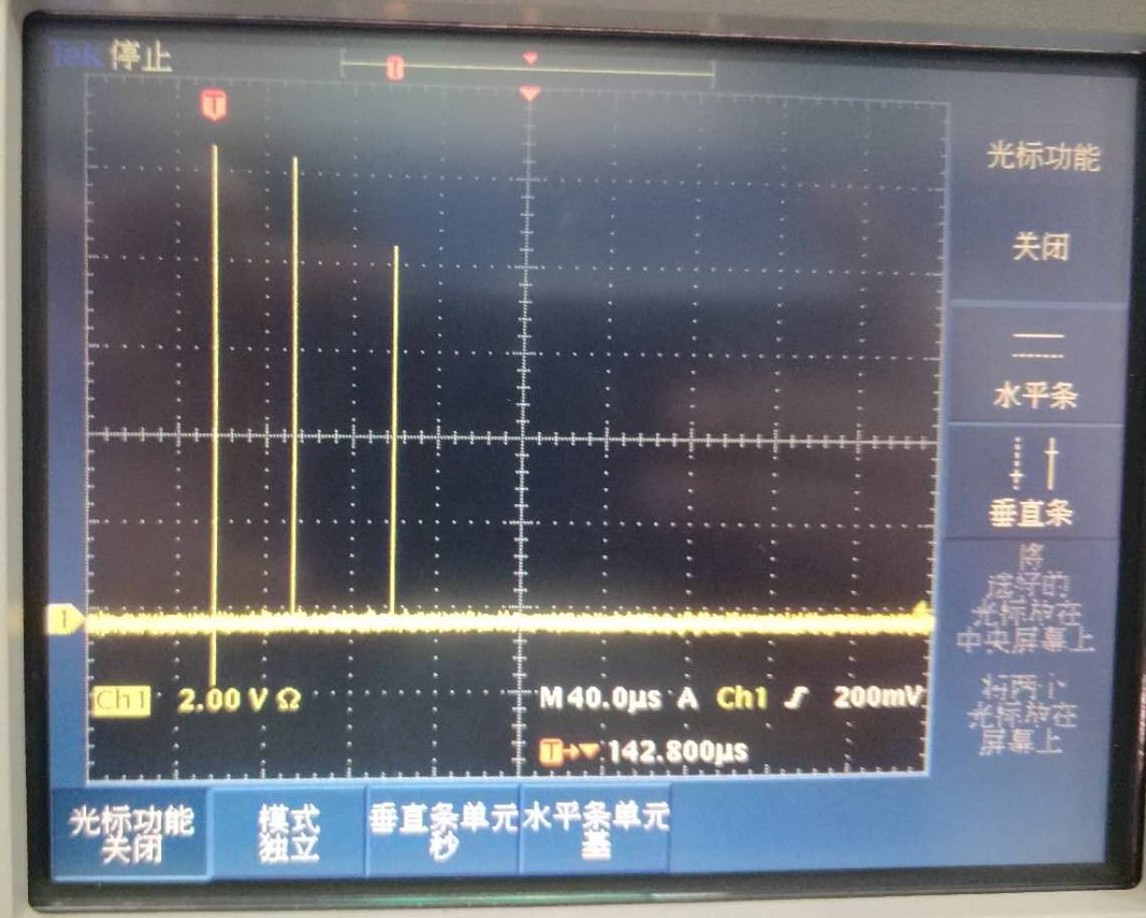 Tek 停止
T
T
光标功能
关闭
水平条
垂直条
将
选好的
光标放在
中央屏幕上
将两个
光标放在
屏幕上
1
Ch1 2.00 V Ω M 40.0µs A Ch1 200mV
T 142.800µs
光标功能
关闭
模式
独立
垂直条单元
秒
水平条单元
基